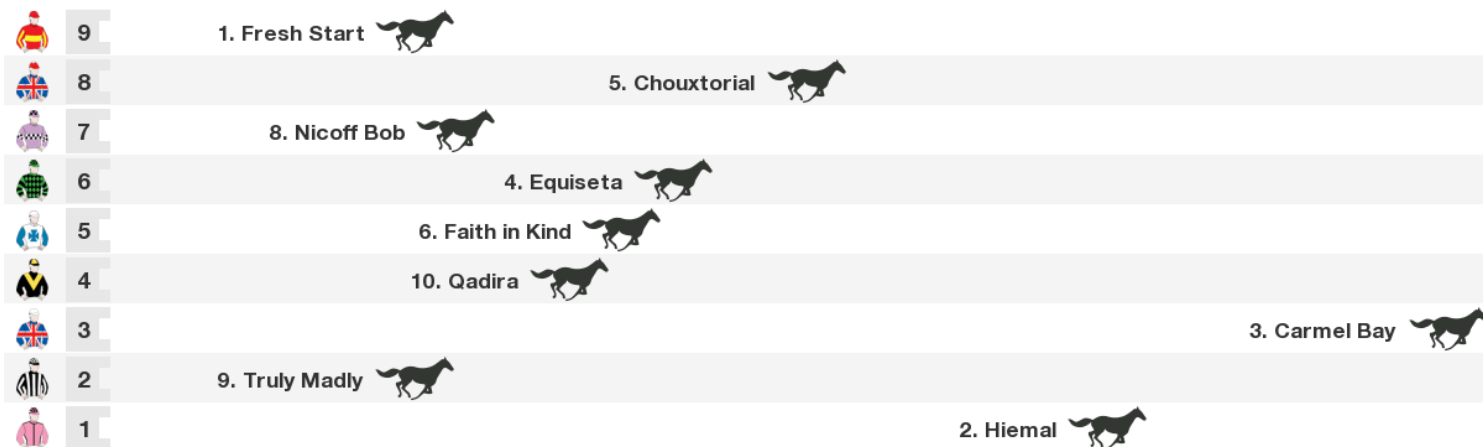 9 1. Fresh Start
8 5. Chouxtorial
7 8. Nicoff Bob
6 4. Equiseta
5 6. Faith in Kind
4 10. Qadira
3 3. Carmel Bay
2 9. Truly Madly
1 2. Hiemal